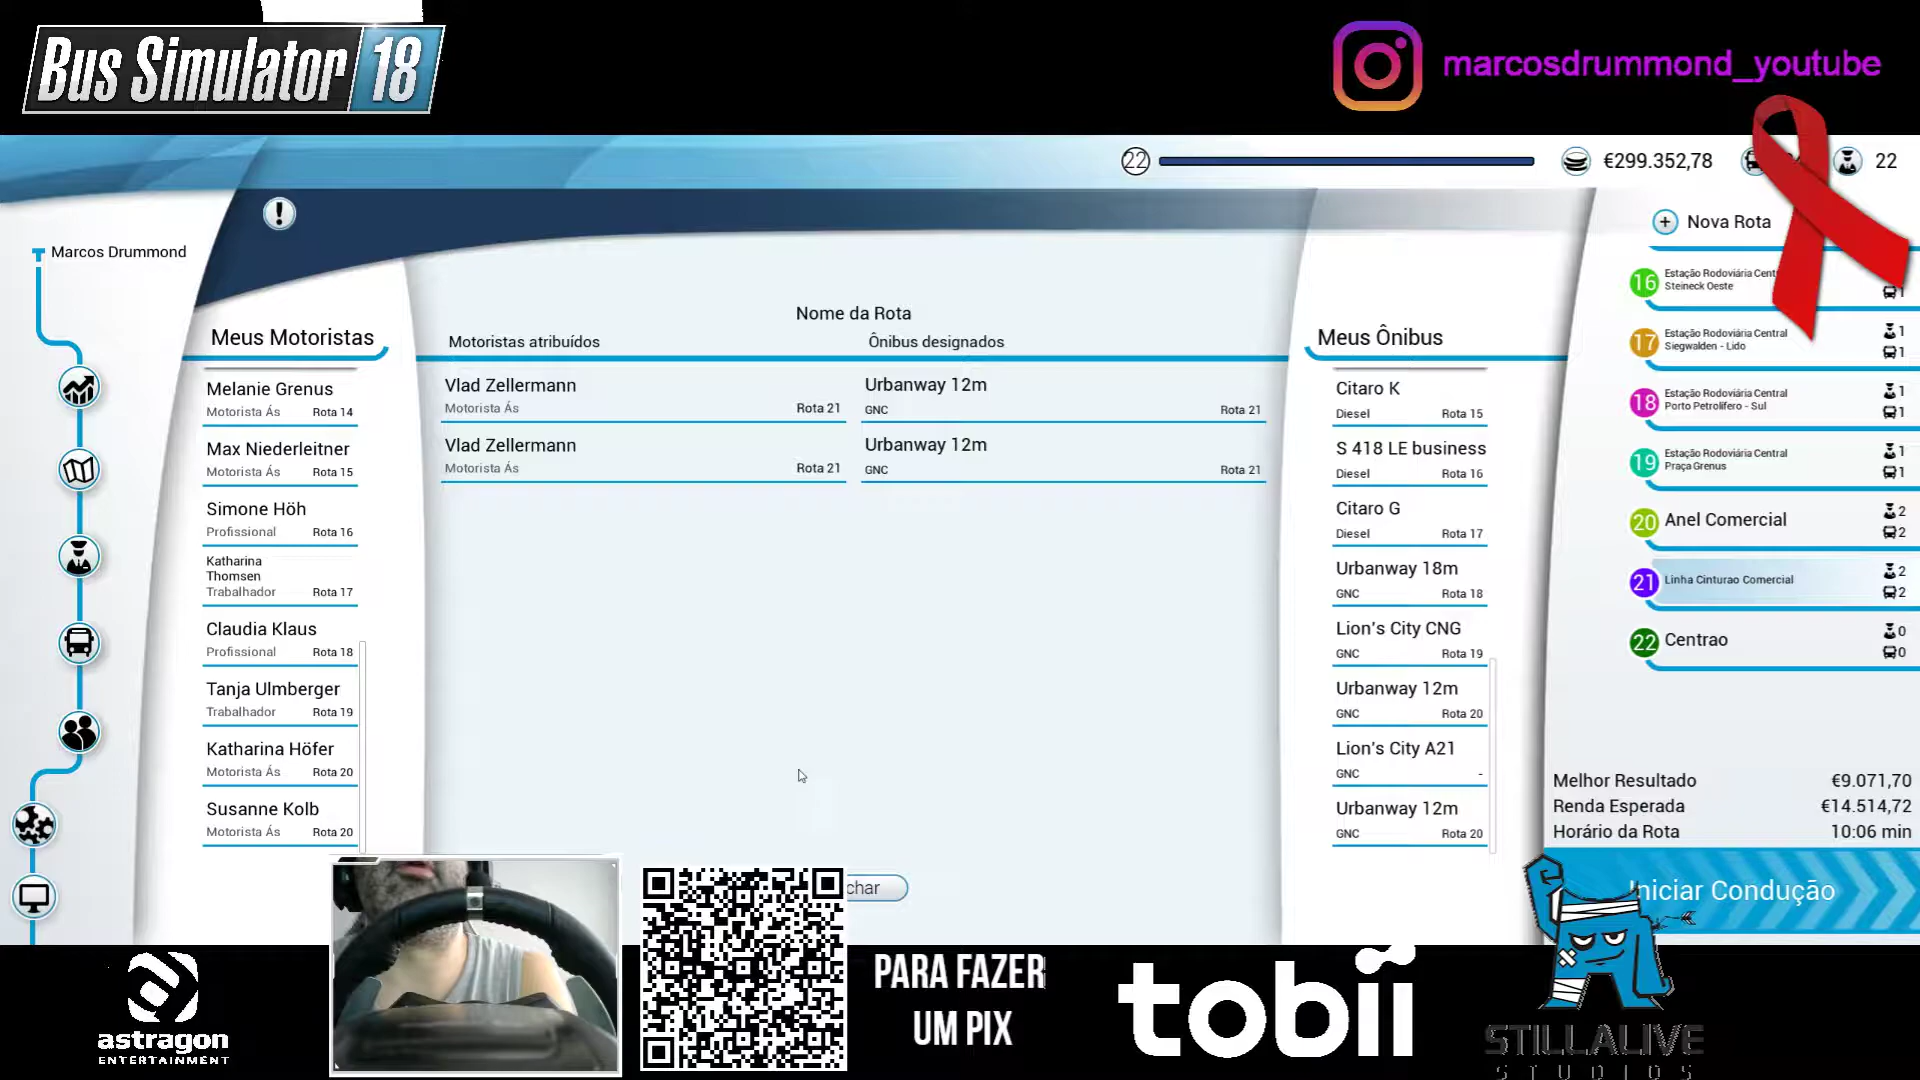 Bus Simulator 18
marcosdrummond_youtube
22
€299.352,78
22
!
Marcos Drummond
Nova Rota
Meus Motoristas
Melanie Grenus
Motorista Ás Rota 14
Max Niederleitner
Motorista Ás Rota 15
Simone Höh
Profissional Rota 16
Katharina
Thomsen
Trabalhador Rota 17
Claudia Klaus
Profissional Rota 18
Tanja Ulmberger
Trabalhador Rota 19
Katharina Höfer
Motorista Ás Rota 20
Susanne Kolb
Motorista Ás Rota 20
Nome da Rota
Motoristas atribuídos Ônibus designados
Vlad Zellermann Urbanway 12m
Motorista Ás Rota 21 GNC Rota 21
Vlad Zellermann Urbanway 12m
Motorista Ás Rota 21 GNC Rota 21
char
Meus Ônibus
Citaro K
Diesel Rota 15
S 418 LE business
Diesel Rota 16
Citaro G
Diesel Rota 17
Urbanway 18m
GNC Rota 18
Lion's City CNG
GNC Rota 19
Urbanway 12m
GNC Rota 20
Lion's City A21
GNC -
Urbanway 12m
GNC Rota 20
16 Estação Rodoviária
Steineck Oeste
1
17 Estação Rodoviária Central
Siegwalden - Lido
1
1
18 Estação Rodoviária Central
Porto Petrolífero - Sul
1
1
19 Estação Rodoviária Central
Praça Grenus
1
1
20 Anel Comercial
2
2
21 Linha Cinturao Comercial
2
2
22 Centrao
0
0
Melhor Resultado €9.071,70
Renda Esperada €14.514,72
Horário da Rota 10:06 min
Iniciar Condução
astragon
ENTERTAINMENT
PARA FAZER
UM PIX
tobii
STILLALIVE
STUDIOS